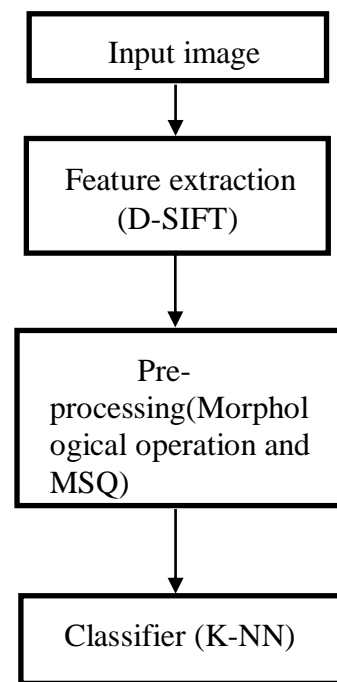 Input image
Feature extraction
(D-SIFT)
Pre-
processing(Morphol
ogical operation and
MSQ)
Classifier (K-NN)